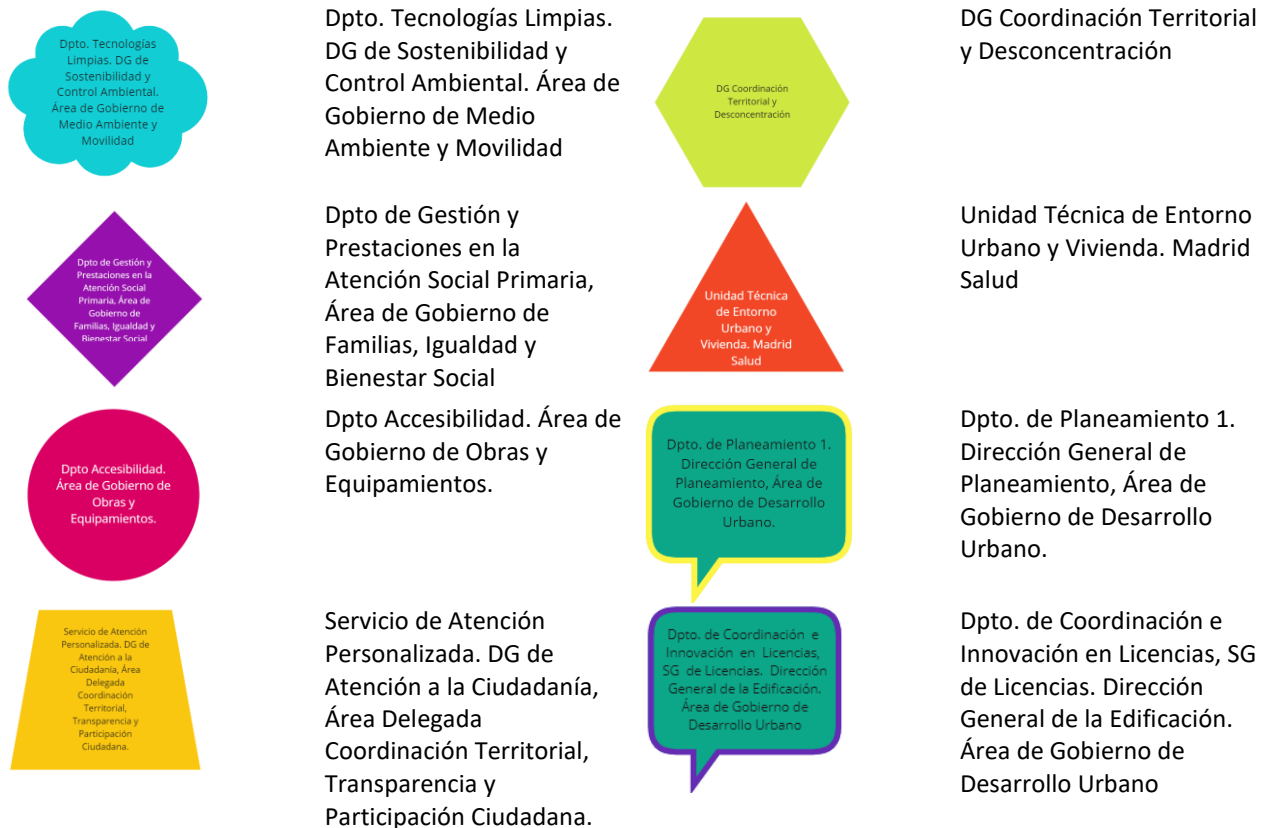 Dpto. Tecnologías
Limpias. DG de
Sostenibilidad y
Control Ambiental.
Área de Gobierno de
Medio Ambiente y
Movilidad
Dpto. Tecnologías Limpias.
DG de Sostenibilidad y
Control Ambiental. Área de
Gobierno de Medio
Ambiente y Movilidad
DG Coordinación
Territorial y
Desconcentración
DG Coordinación Territorial
y Desconcentración
Dpto de Gestión y
Prestaciones en la
Atención Social
Primaria, Área de
Gobierno de
Familias, Igualdad y
Bienestar Social
Dpto de Gestión y
Prestaciones en la
Atención Social Primaria,
Área de Gobierno de
Familias, Igualdad y
Bienestar Social
Unidad Técnica
de Entorno
Urbano y
Vivienda. Madrid
Salud
Unidad Técnica de Entorno
Urbano y Vivienda. Madrid
Salud
Dpto Accesibilidad.
Área de Gobierno de
Obras y
Equipamientos.
Dpto Accesibilidad. Área de
Gobierno de Obras y
Equipamientos.
Dpto. de Planeamiento 1.
Dirección General de
Planeamiento, Área de
Gobierno de Desarrollo
Urbano.
Dpto. de Planeamiento 1.
Dirección General de
Planeamiento, Área de
Gobierno de Desarrollo
Urbano.
Servicio de Atención
Personalizada. DG de
Atención a la
Ciudadanía, Área
Delegada
Coordinación
Territorial,
Transparencia y
Participación
Ciudadana.
Servicio de Atención
Personalizada. DG de
Atención a la Ciudadanía,
Área Delegada
Coordinación Territorial,
Transparencia y
Participación Ciudadana.
Dpto. de Coordinación e
Innovación en Licencias,
SG de Licencias. Dirección
General de la Edificación.
Área de Gobierno de
Desarrollo Urbano
Dpto. de Coordinación e
Innovación en Licencias, SG
de Licencias. Dirección
General de la Edificación.
Área de Gobierno de
Desarrollo Urbano